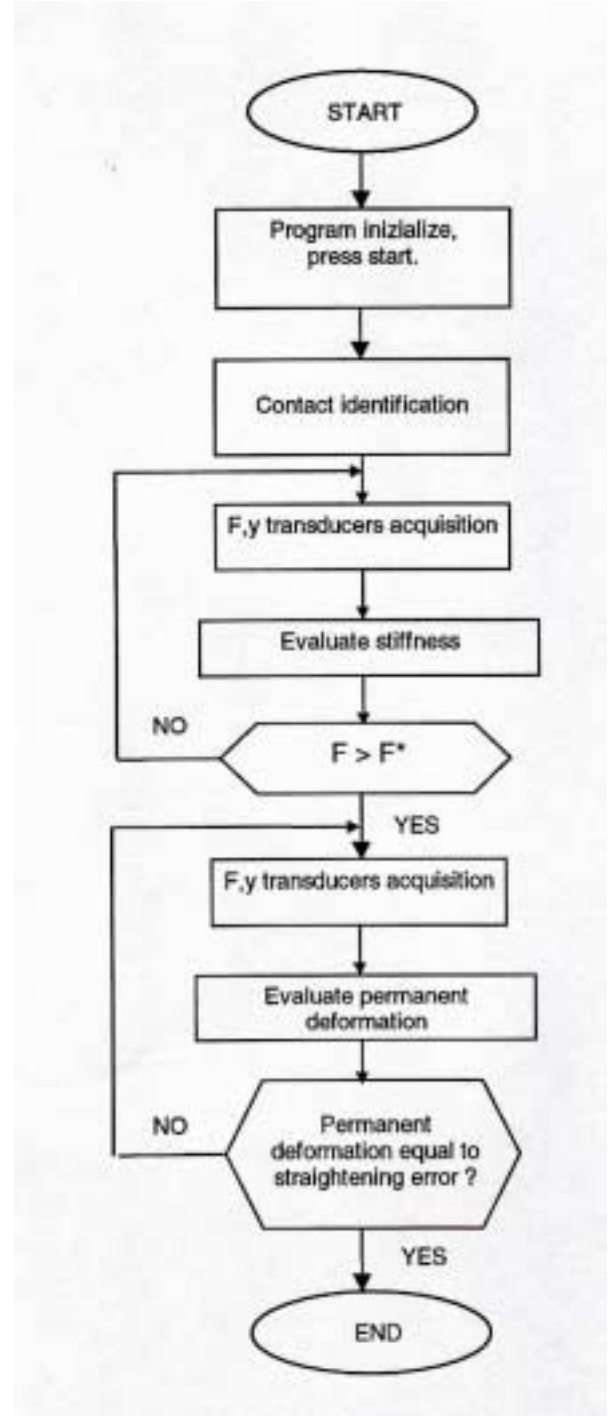 START
Program inizialize,
press start.
Contact identification
F,y transducers acquisition
Evaluate stiffness
NO
F > F*
YES
F,y transducers acquisition
Evaluate permanent
deformation
NO
Permanent
deformation equal to
straightening error ?
YES
END